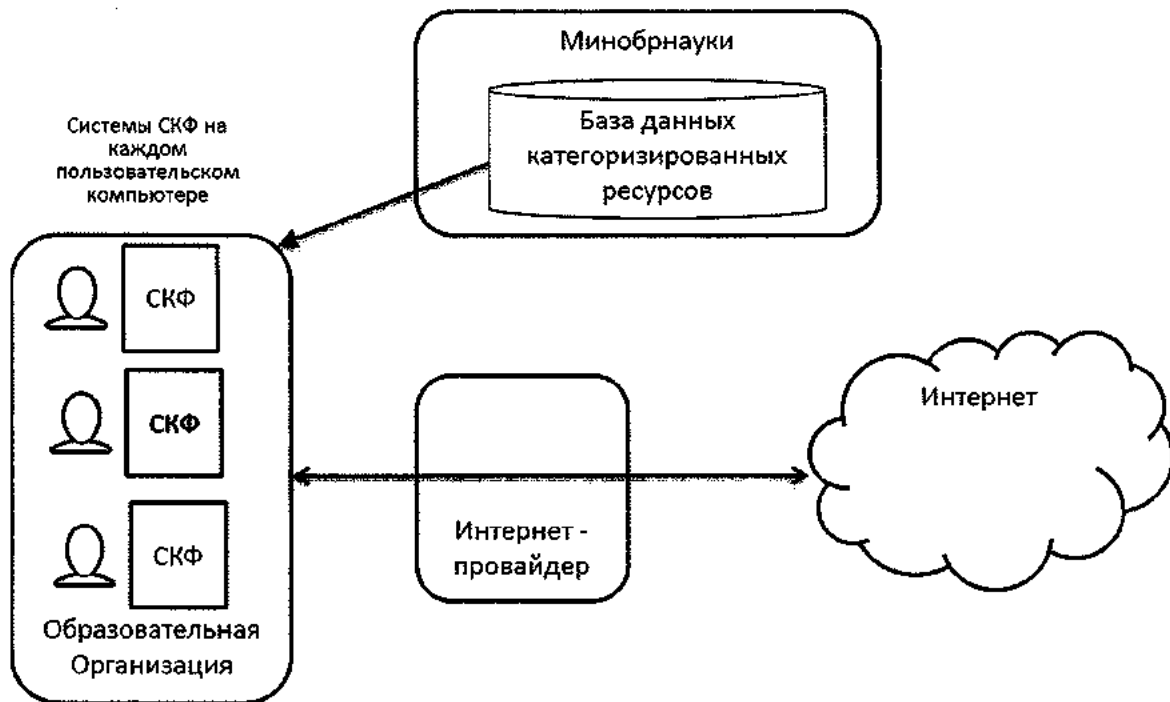 Минобрнауки
База данных
категоризированных
ресурсов
Системы СКФ на
каждом
пользовательском
компьютере
СКФ
СКФ
СКФ
Образовательная
Организация
Интернет -
провайдер
Интернет